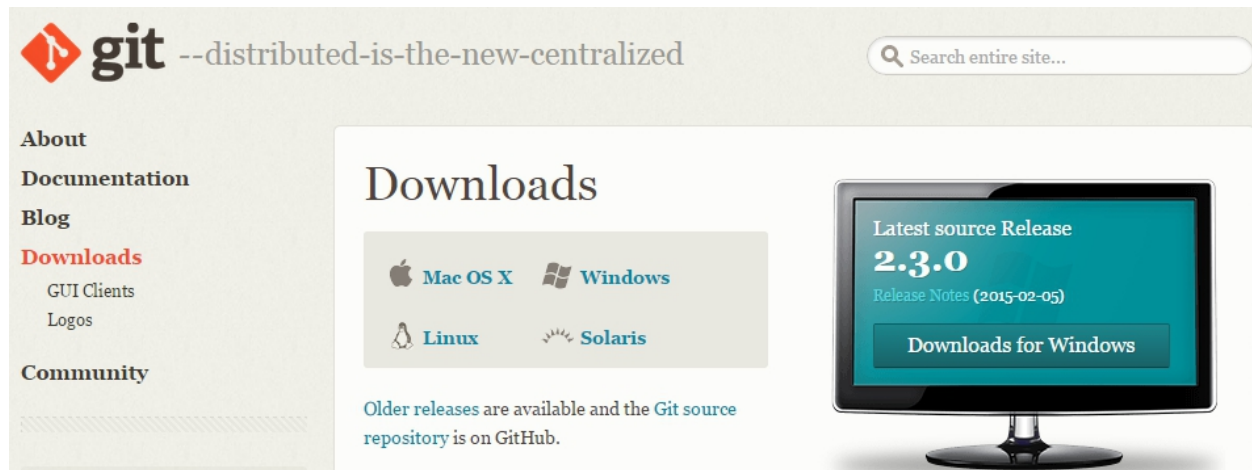 git --distributed-is-the-new-centralized
Search entire site...
About
Documentation
Blog
Downloads
GUI Clients
Logos
Community
Downloads
Mac OS X
Windows
Linux
Solaris
Older releases are available and the Git source
repository is on GitHub.
Latest source Release
2.3.0
Release Notes (2015-02-05)
Downloads for Windows